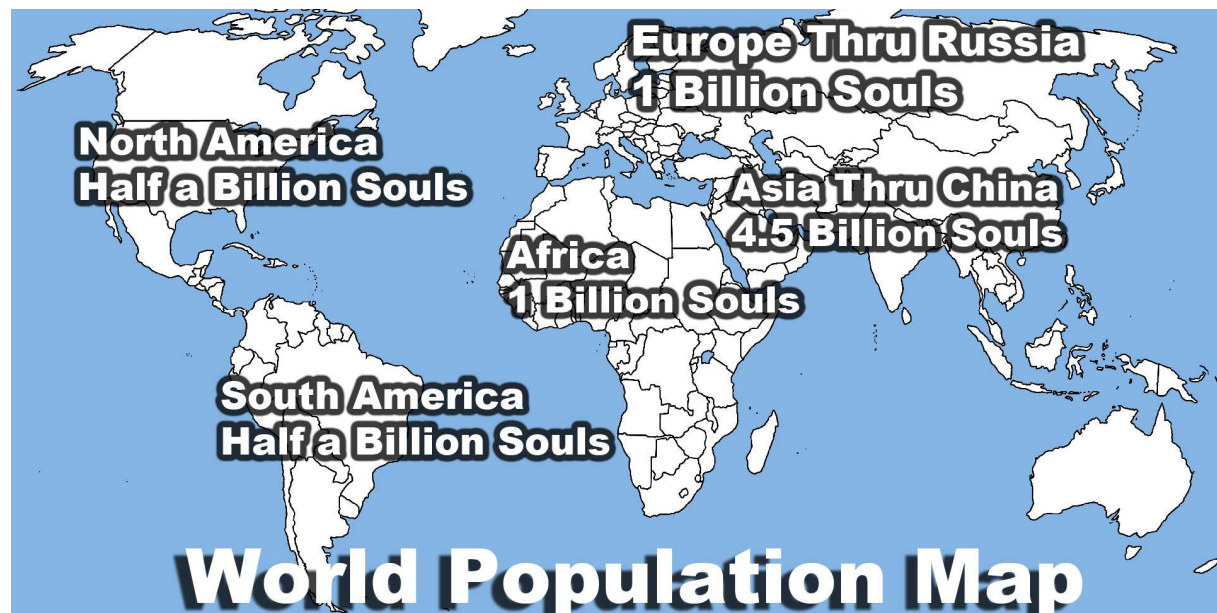 Europe Thru Russia
1 Billion Souls
North America
Half a Billion Souls
Asia Thru China
4.5 Billion Souls
Africa
1 Billion Souls
South America
Half a Billion Souls
World Population Map